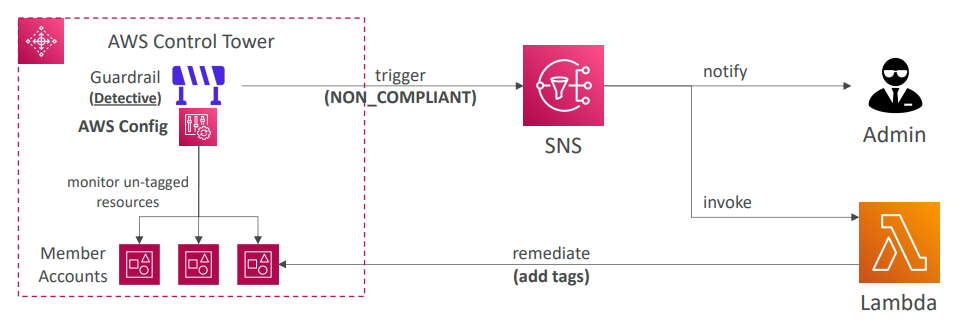 AWS Control Tower
Guardrail
(Detective)
AWS Config
trigger
(NON_COMPLIANT)
SNS
notify
Admin
monitor un-tagged
resources
invoke
Member
Accounts
remediate
(add tags)
Lambda